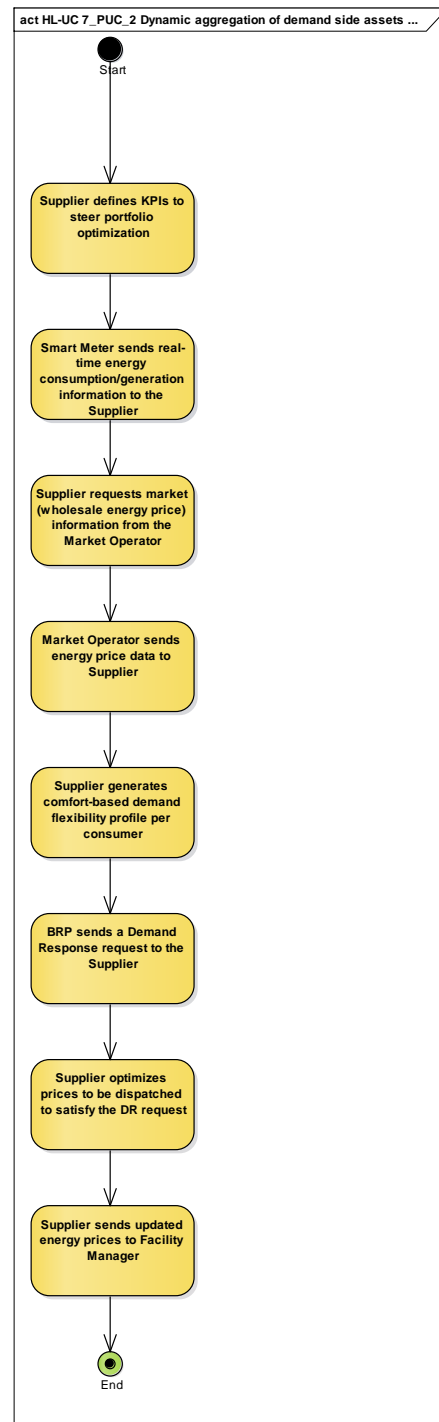 act HL-UC 7_PUC_2 Dynamic aggregation of demand side assets ...
Start
Supplier defines KPIs to
steer portfolio
optimization
Smart Meter sends real-
time energy
consumption/generation
information to the
Supplier
Supplier requests market
(wholesale energy price)
information from the
Market Operator
Market Operator sends
energy price data to
Supplier
Supplier generates
comfort-based demand
flexibility profile per
consumer
BRP sends a Demand
Response request to the
Supplier
Supplier optimizes
prices to be dispatched
to satisfy the DR request
Supplier sends updated
energy prices to Facility
Manager
End